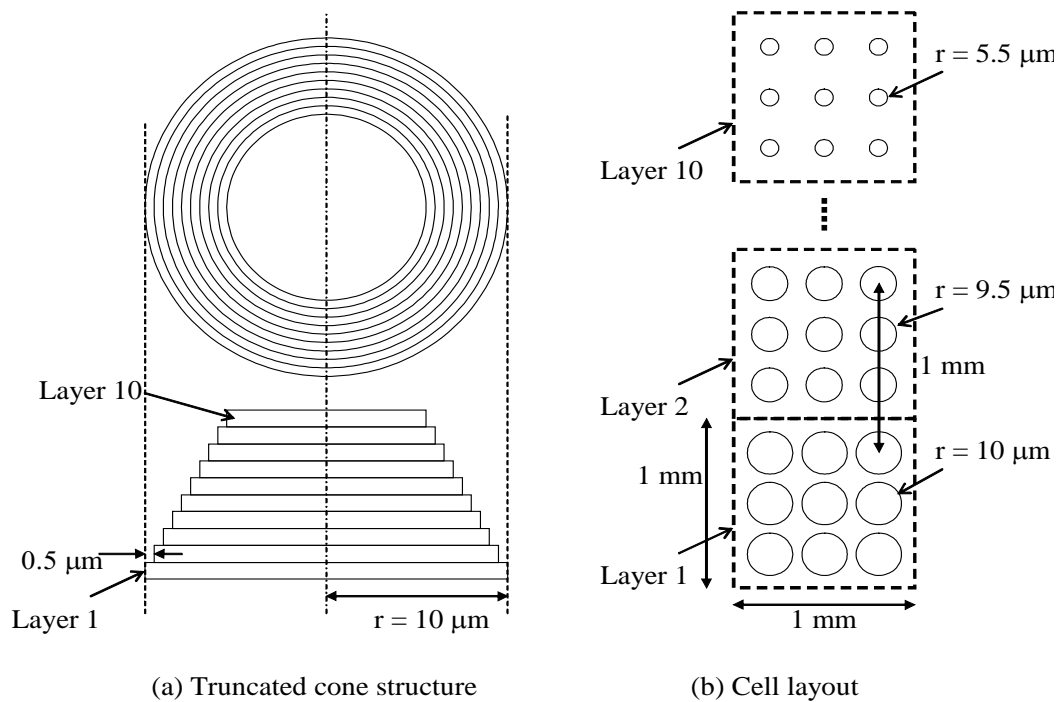 Layer 10
0.5 μm
Layer 1
r = 10 μm
(a) Truncated cone structure
r = 5.5 μm
Layer 10
r = 9.5 μm
1 mm
Layer 2
1 mm
r = 10 μm
Layer 1
1 mm
(b) Cell layout